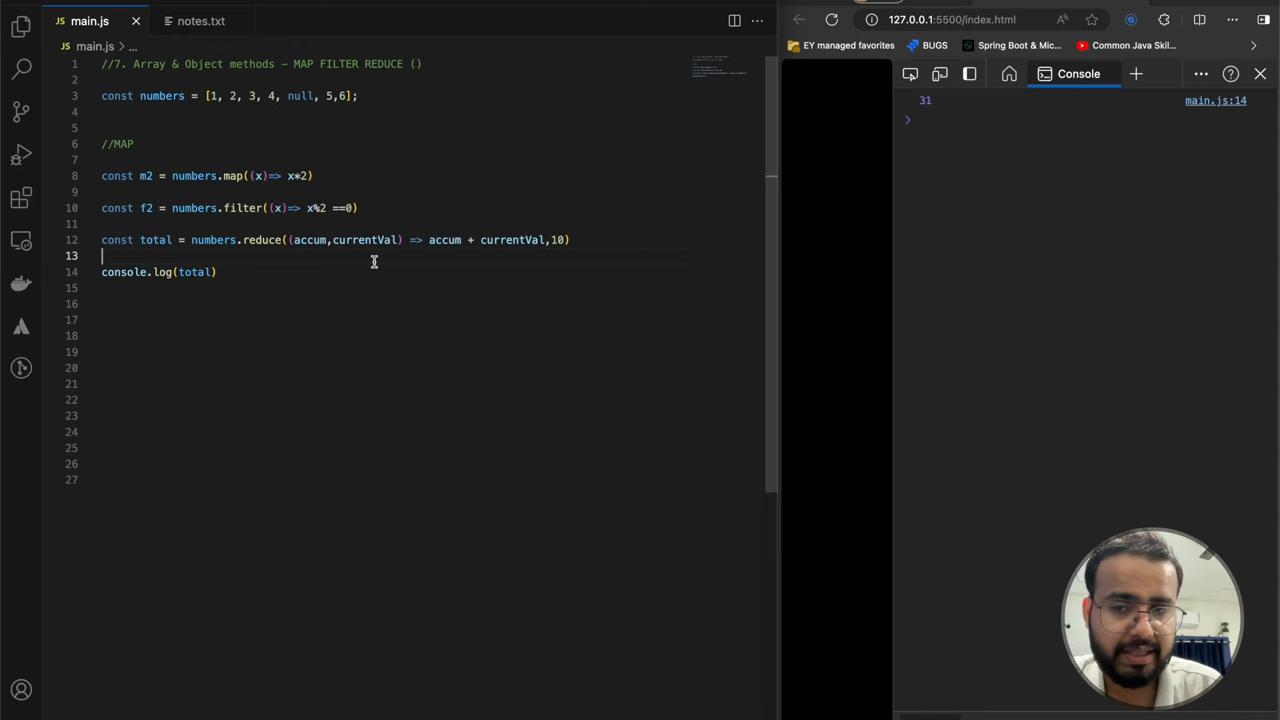 main.js
notes.txt
127.0.0.1:5500/index.html
main.js > ...
EY managed favorites
BUGS
Spring Boot & Mic...
Common Java Skil...
Console
1 //7. Array & Object methods - MAP FILTER REDUCE ()
2
3 const numbers = [1, 2, 3, 4, null, 5,6];
4
5
6 //MAP
7
8 const m2 = numbers.map((x)=> x*2)
9
10 const f2 = numbers.filter((x)=> x%2 ==0)
11
12 const total = numbers.reduce((accum,currentVal) => accum + currentVal,10)
13
14 console.log(total)
15
16
17
18
19
20
21
22
23
24
25
26
27
31 main.js:14